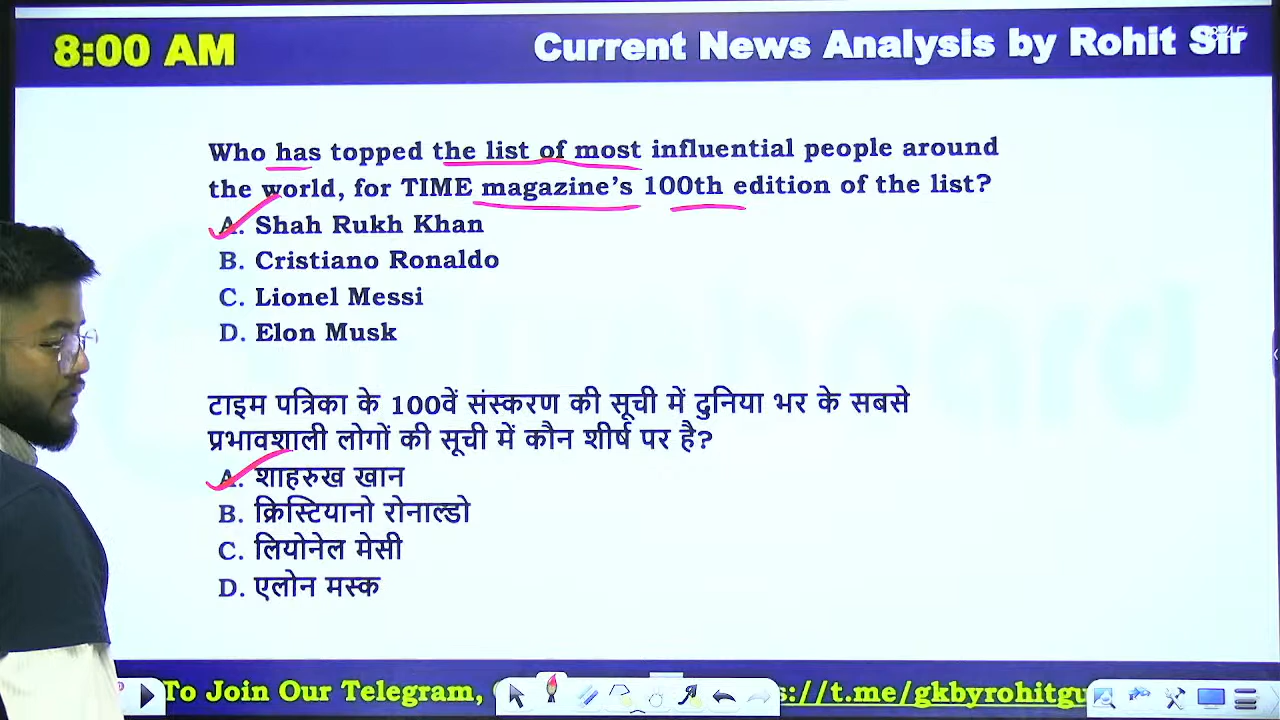 8:00 AM
Current News Analysis by Rohit Sir
Who has topped the list of most influential people around
the world, for TIME magazine's 100th edition of the list?
A. Shah Rukh Khan
B. Cristiano Ronaldo
C. Lionel Messi
D. Elon Musk
टाइम पत्रिका के 100वें संस्करण की सूची में दुनिया भर के सबसे
प्रभावशाली लोगों की सूची में कौन शीर्ष पर है?
A. शाहरुख खान
B. क्रिस्टियानो रोनाल्डो
C. लियोनेल मेसी
D. एलोन मस्क
To Join Our Telegram, s://t.me/gkbyrohitgu